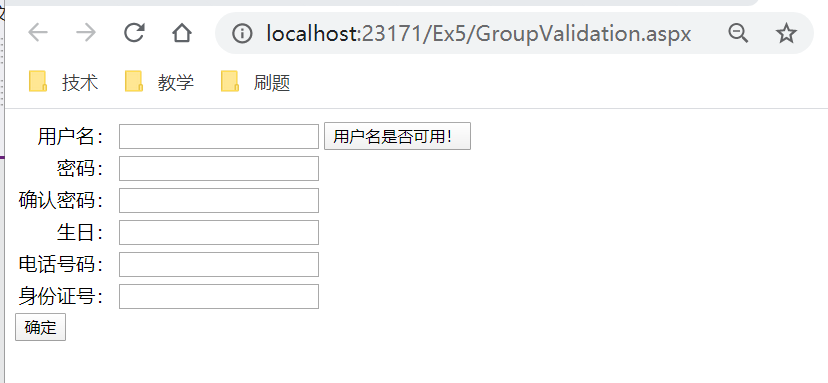 localhost:23171/Ex5/GroupValidation.aspx
技术 教学 刷题
用户名： 用户名是否可用！
密码：
确认密码：
生日：
电话号码：
身份证号：
确定